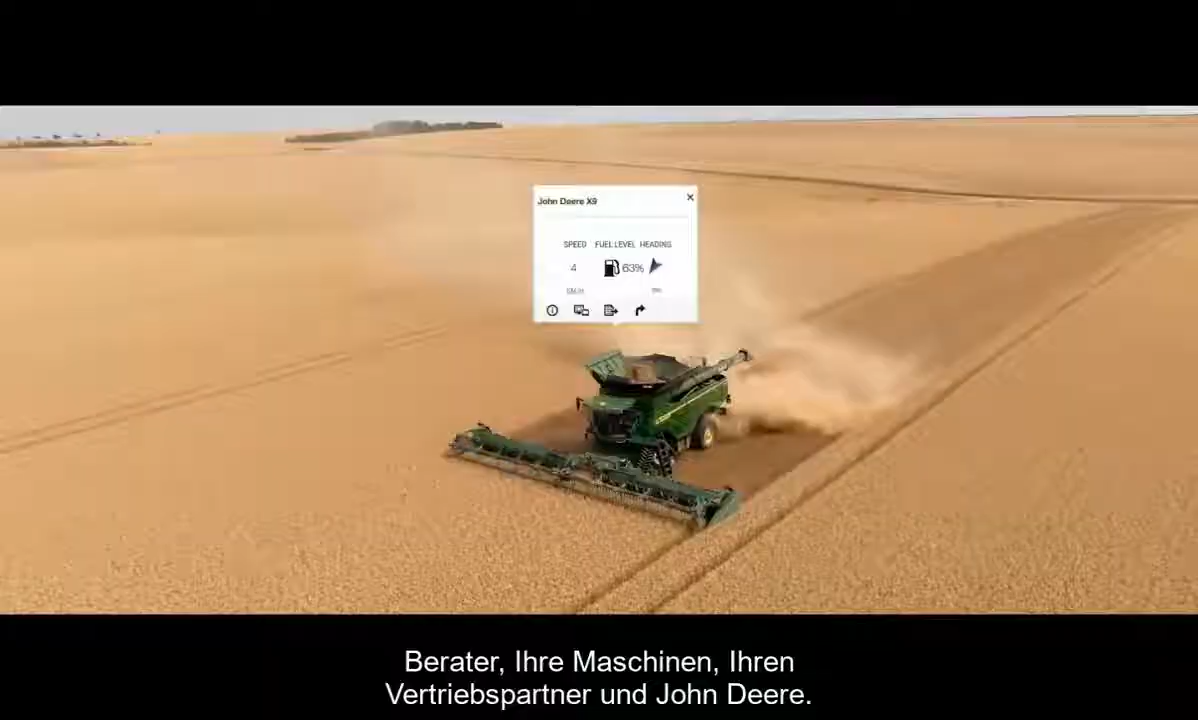 John Deere X9
SPEED FUEL LEVEL HEADING
4 63%
Berater, Ihre Maschinen, Ihren
Vertriebspartner und John Deere.